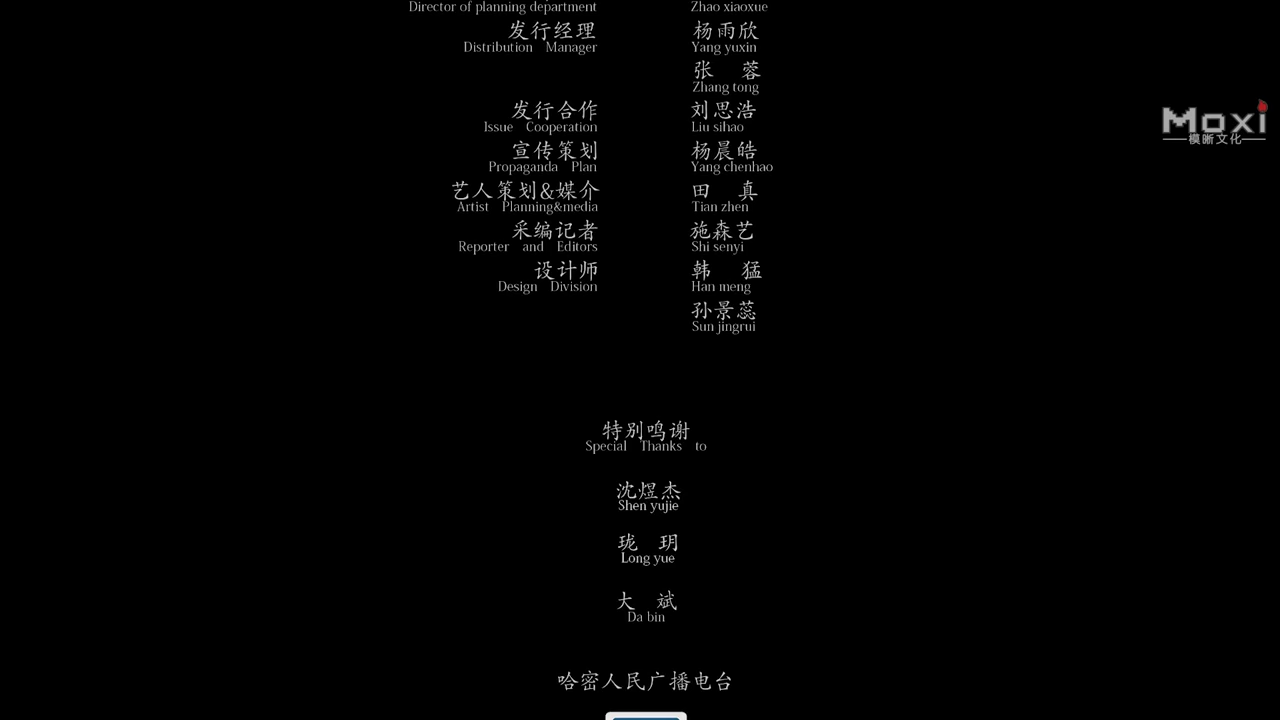 Director of planning department Zhao xiaoxue
发行经理 杨雨欣
Distribution Manager Yang yuxin
张 蓉
Zhang tong
发行合作 刘思浩
Issue Cooperation Liu sihao
宣传策划 杨晨皓
Propaganda Plan Yang chenhao
艺人策划&媒介 田 真
Artist Planning&media Tian zhen
采编记者 施森艺
Reporter and Editors Shi senyi
设计师 韩 猛
Design Division Han meng
孙景蕊
Sun jingrui
Moxi
模晰文化
特别鸣谢
Special Thanks to
沈煜杰
Shen yujie
珑 玥
Long yue
大 斌
Da bin
哈密人民广播电台